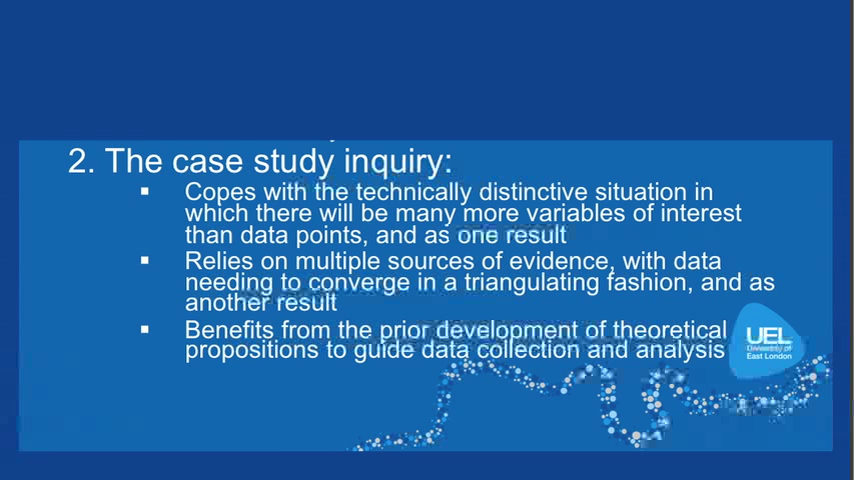 2. The case study inquiry:
▪ Copes with the technically distinctive situation in
which there will be many more variables of interest
than data points, and as one result
▪ Relies on multiple sources of evidence, with data
needing to converge in a triangulating fashion, and as
another result
▪ Benefits from the prior development of theoretical
propositions to guide data collection and analysis
UEL
University of
East London